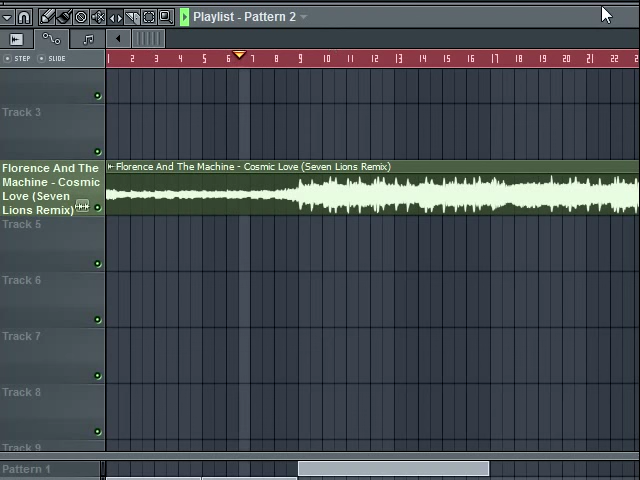 Playlist - Pattern 2
STEP SLIDE
1 2 3 4 5 6 7 8 9 10 11 12 13 14 15 16 17 18 19 20 21 22
Track 3
Florence And The Machine - Cosmic Love (Seven Lions Remix)
Florence And The
Machine - Cosmic
Love (Seven
Lions Remix)
Track 5
Track 6
Track 7
Track 8
Track 9
Pattern 1